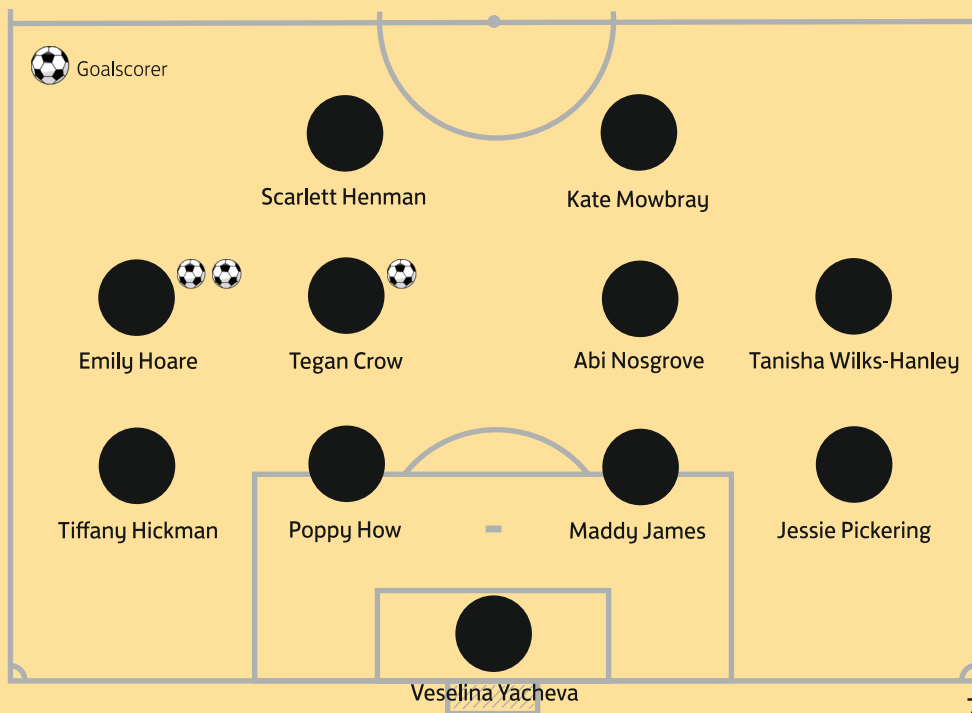 Goalscorer
Scarlett Henman
Kate Mowbray
Emily Hoare
Tegan Crow
Abi Nosgrove
Tanisha Wilks-Hanley
Tiffany Hickman
Poppy How
Maddy James
Jessie Pickering
Veselina Yacheva